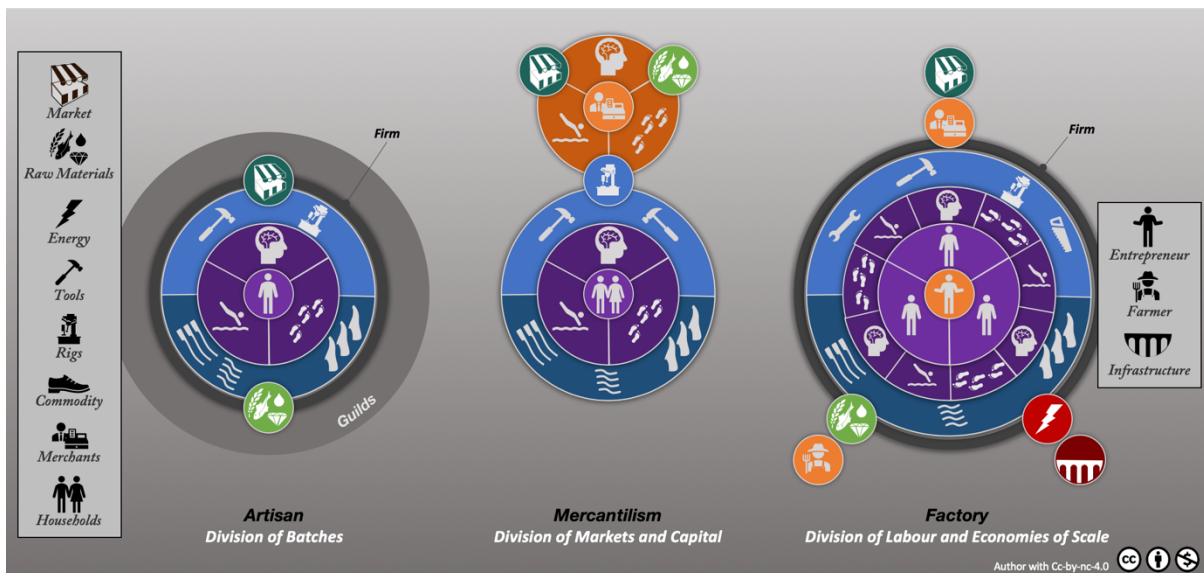 Market
Raw Materials
Energy
Tools
Rigs
Commodity
Merchants
Households
Firm
Guilds
Artisan
Division of Batches
Mercantilism
Division of Markets and Capital
Firm
Factory
Division of Labour and Economies of Scale
Entrepreneur
Farmer
Infrastructure
Author with Cc-by-nc-4.0
cc